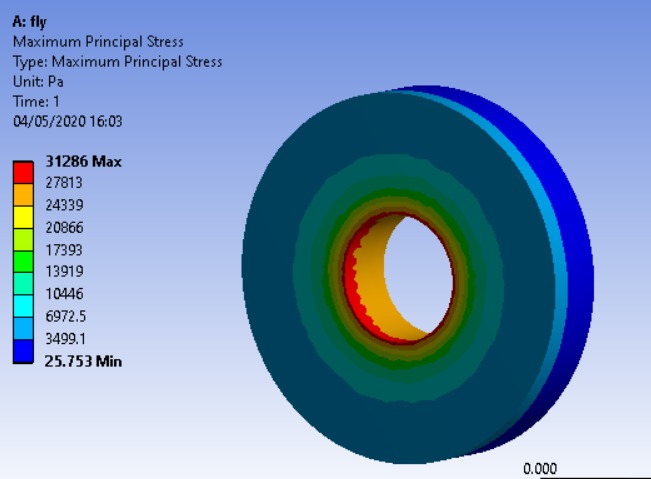 A: fly
Maximum Principal Stress
Type: Maximum Principal Stress
Unit: Pa
Time: 1
04/05/2020 16:03
31286 Max
27813
24339
20866
17393
13919
10446
6972.5
3499.1
25.753 Min
0.000